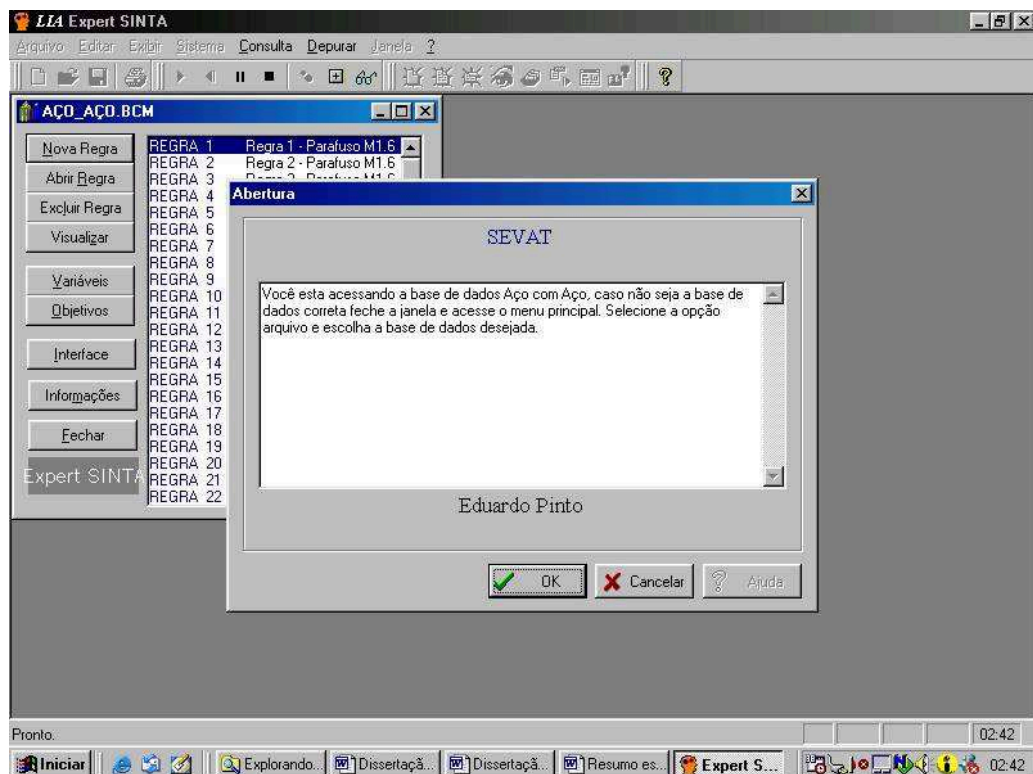 LIA Expert SINTA
Arquivo Editar Exibir Sistema Consulta Depurar Janela ?
AÇO_AÇO.BCM
Nova Regra
Abrir Regra
Excluir Regra
Visualizar
Variáveis
Objetivos
Interface
Informações
Fechar
Expert SINTA
REGRA 1 Regra 1 - Parafuso M1.6
REGRA 2 Regra 2 - Parafuso M1.6
REGRA 3
REGRA 4
REGRA 5
REGRA 6
REGRA 7
REGRA 8
REGRA 9
REGRA 10
REGRA 11
REGRA 12
REGRA 13
REGRA 14
REGRA 15
REGRA 16
REGRA 17
REGRA 18
REGRA 19
REGRA 20
REGRA 21
REGRA 22
Abertura
SEVAT
Você esta acessando a base de dados Aço com Aço, caso não seja a base de
dados correta feche a janela e acesse o menu principal. Selecione a opção
arquivo e escolha a base de dados desejada.
Eduardo Pinto
OK
Cancelar
Ajuda
Pronto.
02:42
Iniciar
Explorando...
Dissertaçã...
Dissertaçã...
Resumo es...
Expert S...
02:42